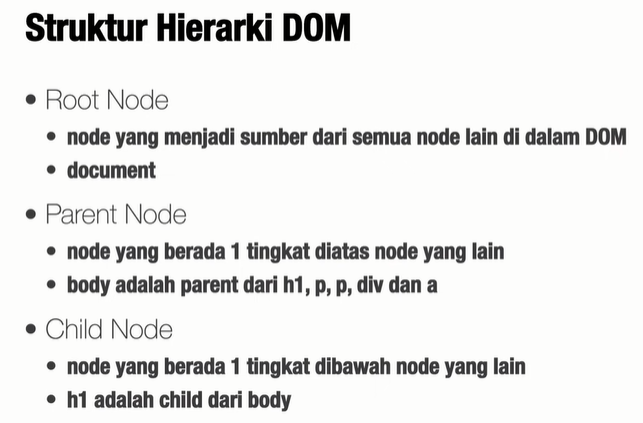 Struktur Hierarki DOM
• Root Node
• node yang menjadi sumber dari semua node lain di dalam DOM
• document
• Parent Node
• node yang berada 1 tingkat diatas node yang lain
• body adalah parent dari h1, p, p, div dan a
• Child Node
• node yang berada 1 tingkat dibawah node yang lain
• h1 adalah child dari body